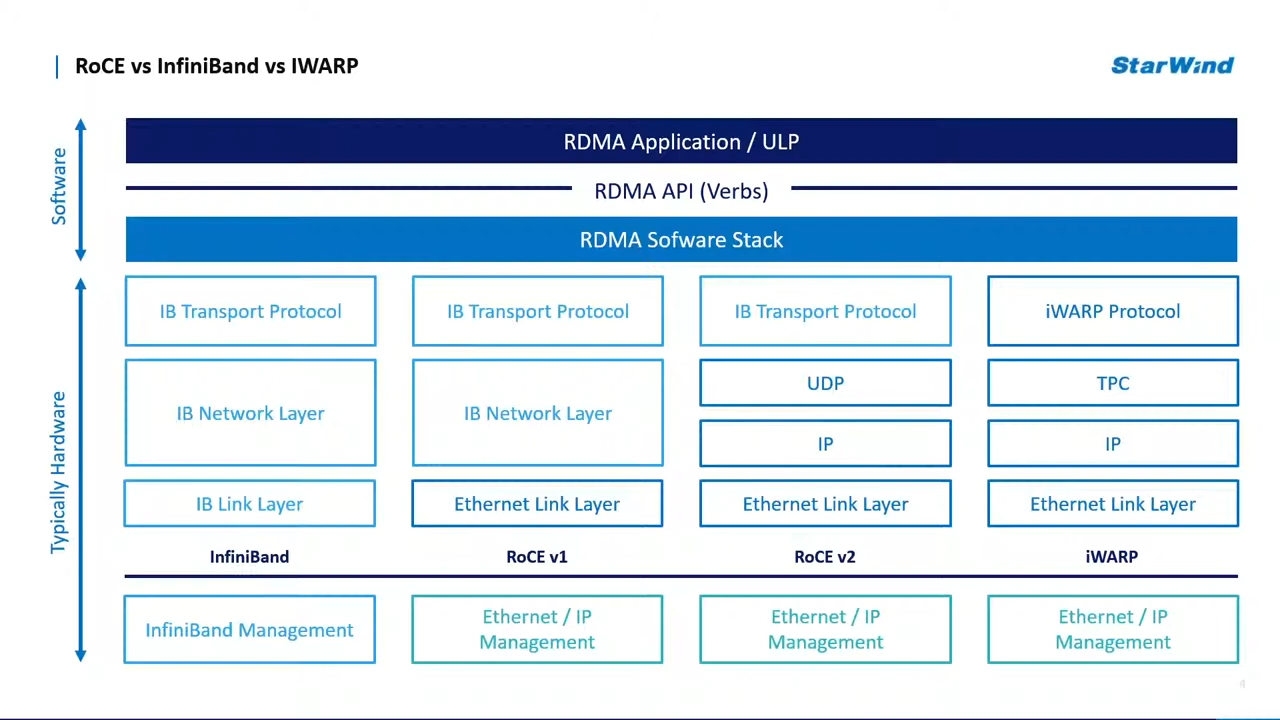 RoCE vs InfiniBand vs IWARP
StarWind
Software
RDMA Application / ULP
RDMA API (Verbs)
RDMA Sofware Stack
Typically Hardware
IB Transport Protocol
IB Transport Protocol
IB Transport Protocol
iWARP Protocol
IB Network Layer
IB Network Layer
UDP
TPC
IP
IP
IB Link Layer
Ethernet Link Layer
Ethernet Link Layer
Ethernet Link Layer
InfiniBand
RoCE v1
RoCE v2
iWARP
InfiniBand Management
Ethernet / IP
Management
Ethernet / IP
Management
Ethernet / IP
Management
4